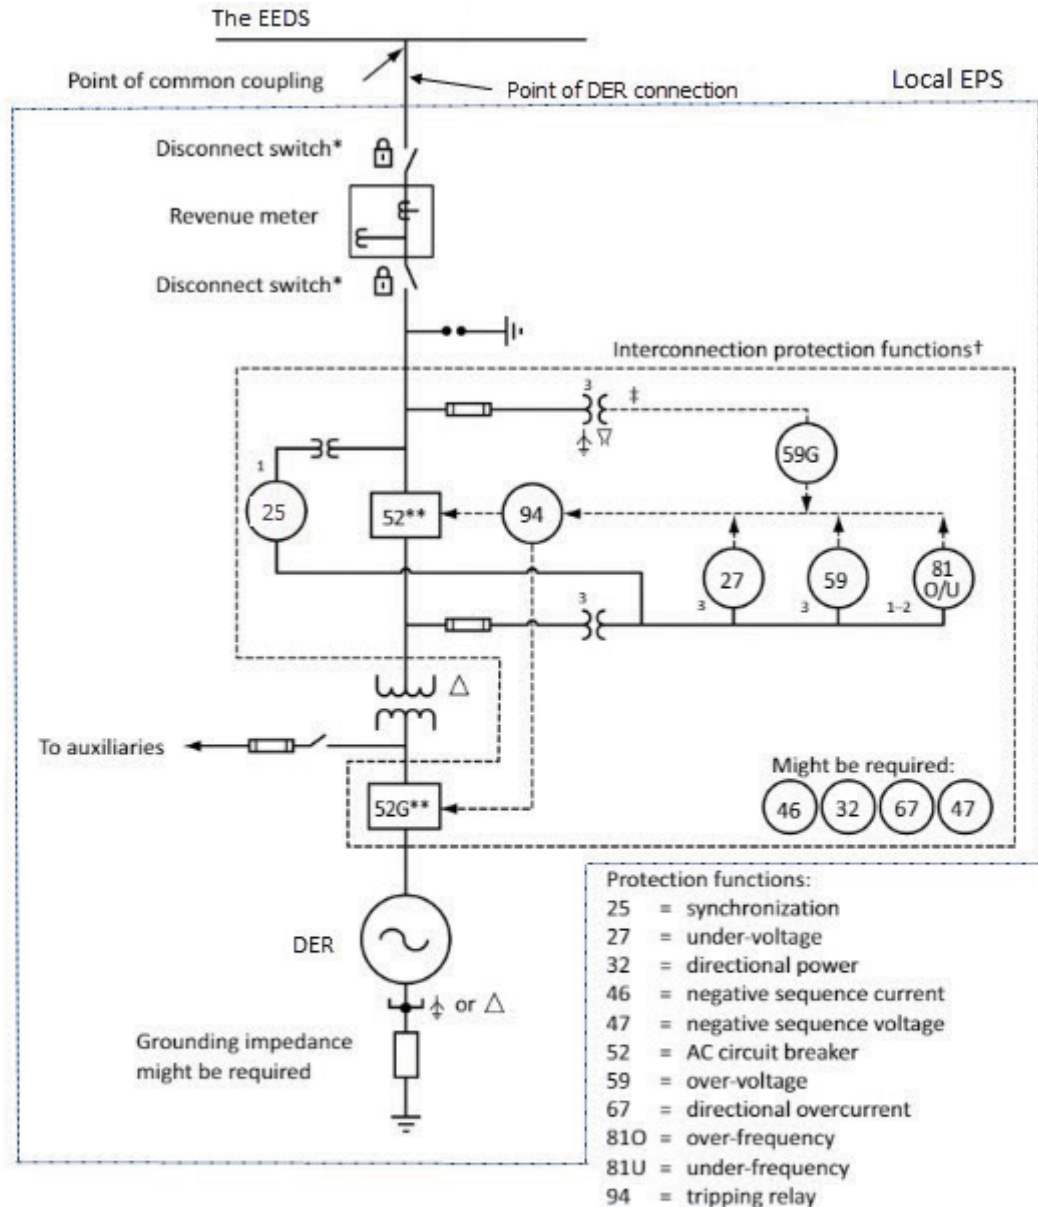 The EEDS
Point of common coupling
Point of DER connection
Local EPS
Disconnect switch*
Revenue meter
Disconnect switch*
Interconnection protection functions†
3
‡
59G
1
25
52**
94
27
59
81
O/U
3
3
3
1–2
△
To auxiliaries
52G**
Might be required:
46 32 67 47
DER
or △
Grounding impedance
might be required
Protection functions:
25 = synchronization
27 = under-voltage
32 = directional power
46 = negative sequence current
47 = negative sequence voltage
52 = AC circuit breaker
59 = over-voltage
67 = directional overcurrent
81O = over-frequency
81U = under-frequency
94 = tripping relay